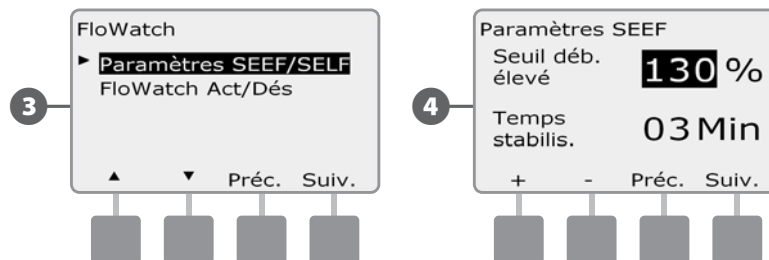 3
FloWatch
► Paramètres SEEF/SELF
FloWatch Act/Dés
▲ ▼ Préc. Suiv.
4
Paramètres SEEF
Seuil déb. élevé 130 %
Temps stabilis. 03 Min
+ - Préc. Suiv.